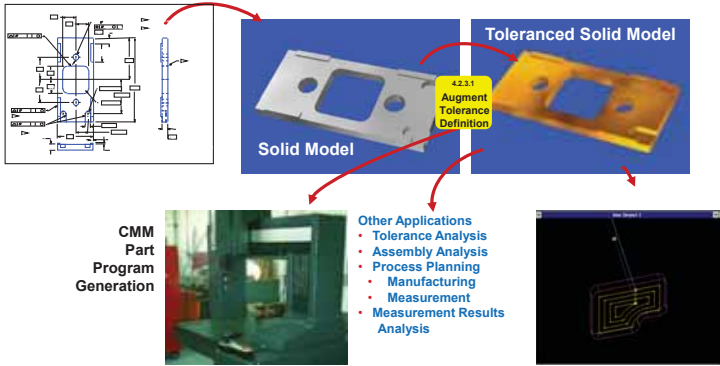 Toleranced Solid Model
4.2.3.1
Augment
Tolerance
Definition
Solid Model
CMM
Part
Program
Generation
Other Applications
• Tolerance Analysis
• Assembly Analysis
• Process Planning
• Manufacturing
• Measurement
• Measurement Results
Analysis